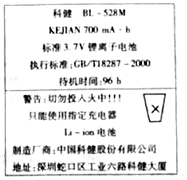 科健 BL-528M
KEJIAN 700 mA·h
标准 3.7V 锂离子电池
执行标准:GB/T18287-2000
待机时间:96 h
警告:切勿投入火中!!!
只能使用指定充电器
Li-ion 电池
制造厂商:中国科健股份有限公司
地址:深圳蛇口区工业六路科健大厦